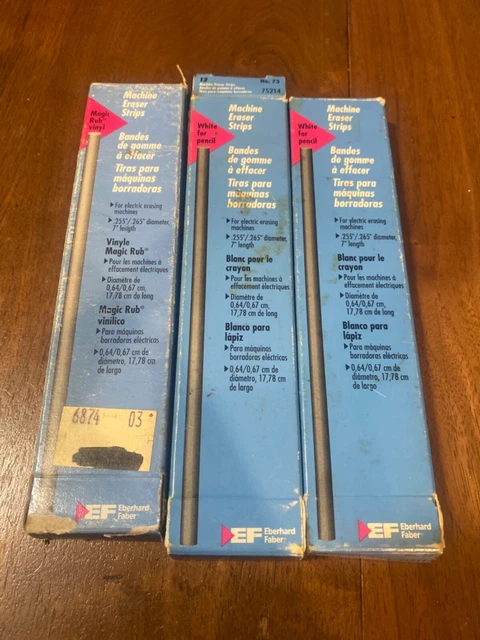 Magic
Rub®
vinyl
Machine
Eraser
Strips
Bandes
de gomme
à effacer
Tiras para
máquinas
borradoras
For electric erasing
machines
.255"/.265" diameter,
7" length
Vinyle
Magic Rub®
Pour les machines à
effacement électriques
Diamètre de
0,64/0,67 cm,
17,78 cm de long
Magic Rub®
vinílico
Para máquinas
borradoras eléctricas
0,64/0,67 cm de
diámetro, 17,78 cm
de largo
6874 03
EF Eberhard
Faber®
12 No. 75
75214
White
for
pencil
Machine
Eraser
Strips
Bandes
de gomme
à effacer
Tiras para
máquinas
borradoras
For electric erasing
machines
.255"/.265" diameter,
7" length
Blanc pour le
crayon
Pour les machines à
effacement électriques
Diamètre de
0,64/0,67 cm,
17,78 cm de long
Blanco para
lápiz
Para máquinas
borradoras eléctricas
0,64/0,67 cm de
diámetro, 17,78 cm
de largo
EF Eberhard
Faber®
White
for
pencil
Machine
Eraser
Strips
Bandes
de gomme
à effacer
Tiras para
máquinas
borradoras
For electric erasing
machines
.255"/.265" diameter,
7" length
Blanc pour le
crayon
Pour les machines à
effacement électriques
Diamètre de
0,64/0,67 cm,
17,78 cm de long
Blanco para
lápiz
Para máquinas
borradoras eléctricas
0,64/0,67 cm de
diámetro, 17,78 cm
de largo
EF Eberhard
Faber®